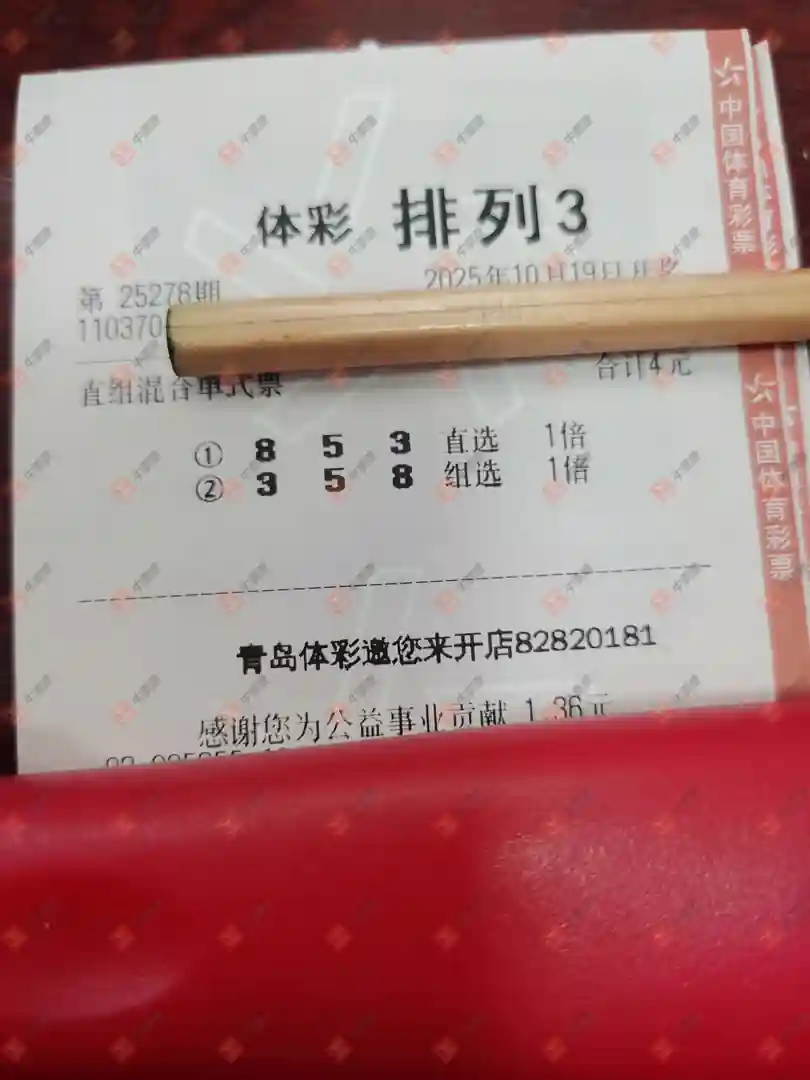 体彩 排列3
第 25278期 2025年10月19日开奖
110370
合计4元
直组混合单式票
① 8 5 3 直选 1倍
② 3 5 8 组选 1倍
青岛体彩邀您来开店82820181
感谢您为公益事业贡献 1.36元
中国体育彩票
中国体育彩票